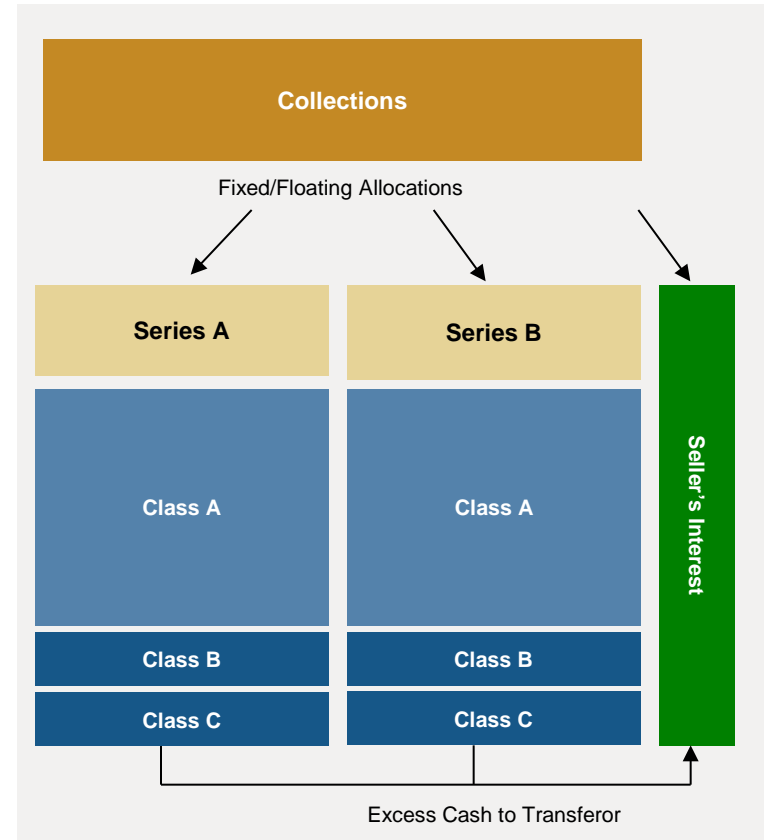 Collections
Fixed/Floating Allocations
Series A
Series B
Class A
Class A
Seller's Interest
Class B
Class B
Class C
Class C
Excess Cash to Transferor